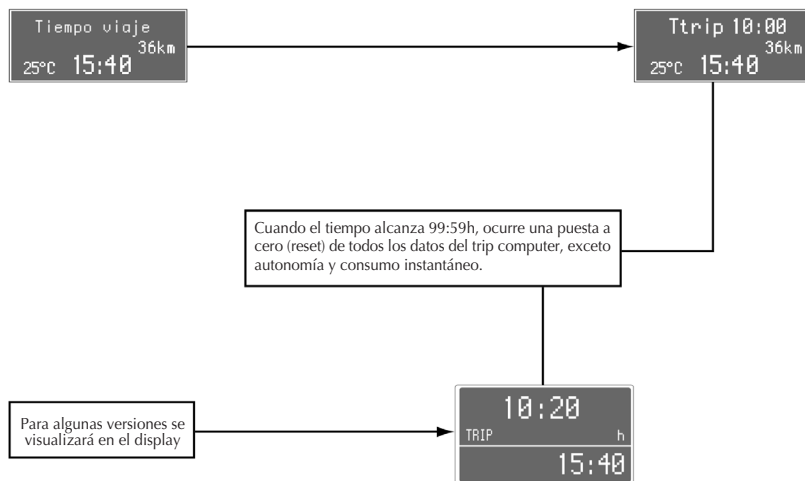 Tiempo viaje
36km
25°C 15:40
Ttrip 10:00
36km
25°C 15:40
Cuando el tiempo alcanza 99:59h, ocurre una puesta a
cero (reset) de todos los datos del trip computer, exceto
autonomía y consumo instantáneo.
Para algunas versiones se
visualizará en el display
10:20
TRIP h
15:40